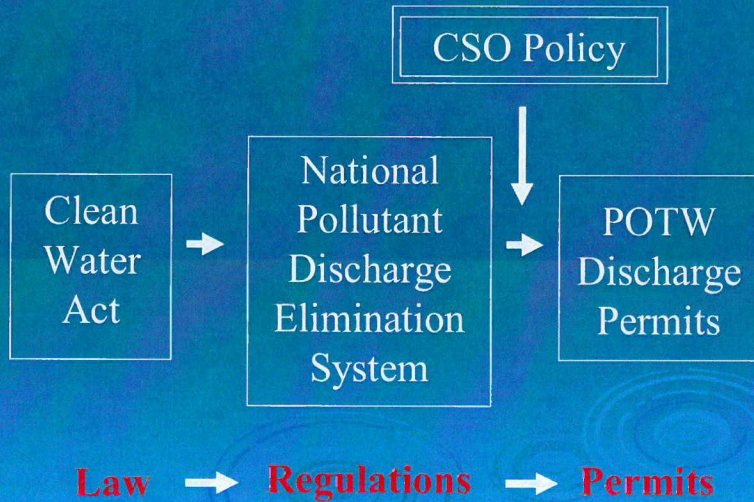 CSO Policy
Clean
Water
Act
National
Pollutant
Discharge
Elimination
System
POTW
Discharge
Permits
Law
Regulations
Permits